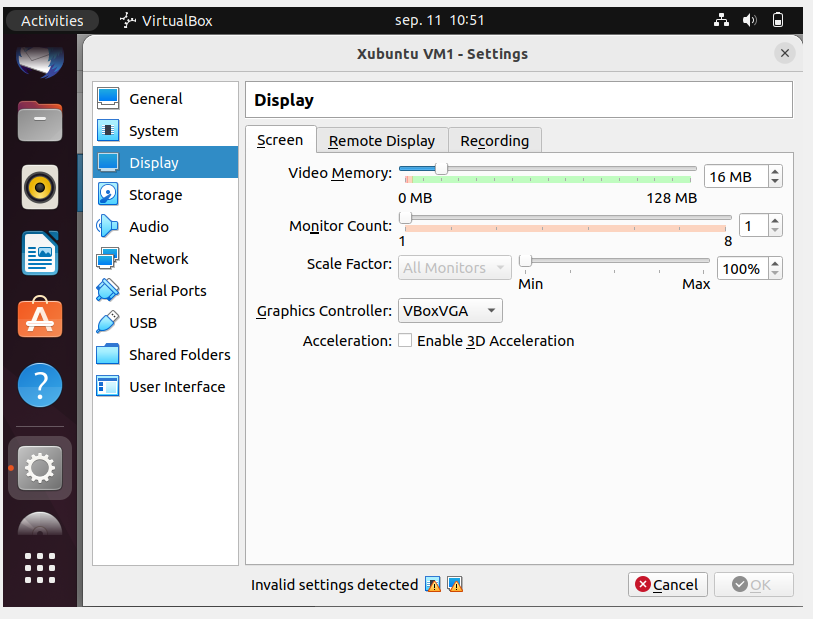 Activities VirtualBox sep. 11 10:51
Xubuntu VM1 - Settings
General
System
Display
Storage
Audio
Network
Serial Ports
USB
Shared Folders
User Interface
Display
Screen Remote Display Recording
Video Memory: 16 MB
0 MB 128 MB
Monitor Count: 1
1 8
Scale Factor: All Monitors 100%
Min Max
Graphics Controller: VBoxVGA
Acceleration: Enable 3D Acceleration
Invalid settings detected Cancel OK